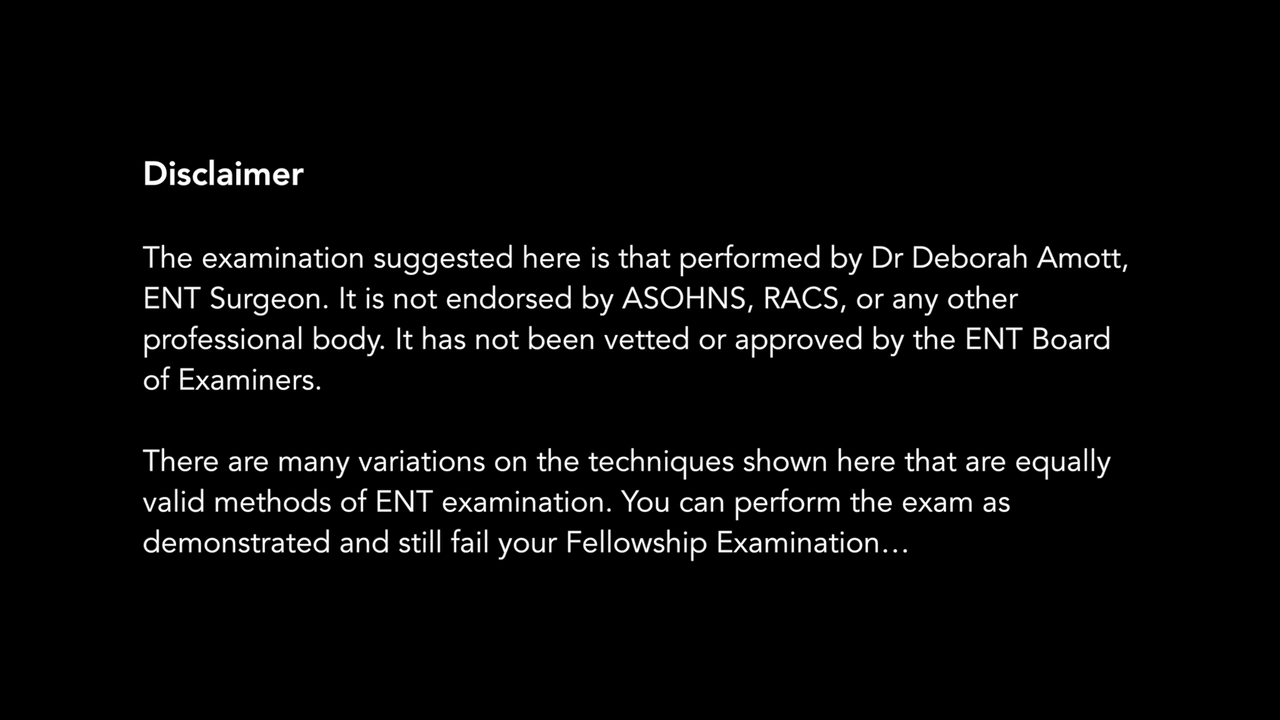 Disclaimer
The examination suggested here is that performed by Dr Deborah Amott,
ENT Surgeon. It is not endorsed by ASOHNS, RACS, or any other
professional body. It has not been vetted or approved by the ENT Board
of Examiners.
There are many variations on the techniques shown here that are equally
valid methods of ENT examination. You can perform the exam as
demonstrated and still fail your Fellowship Examination…